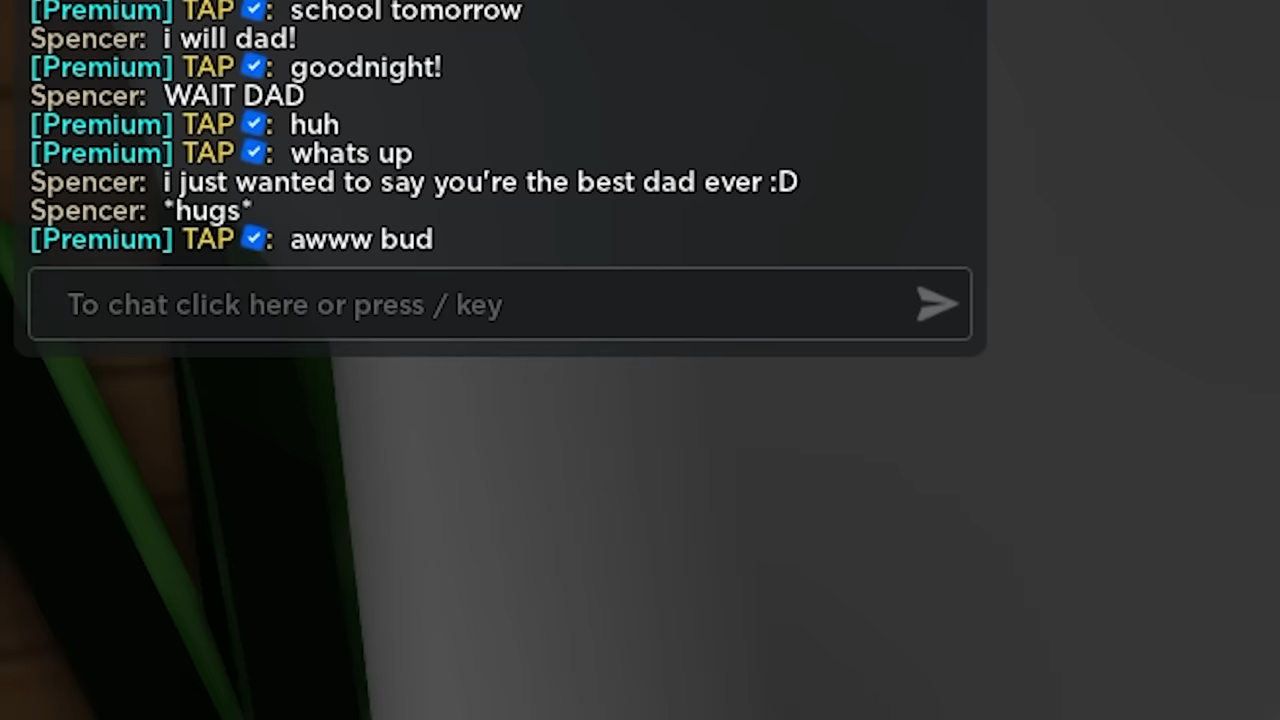 [Premium] TAP ☑: school tomorrow
Spencer: i will dad!
[Premium] TAP ☑: goodnight!
Spencer: WAIT DAD
[Premium] TAP ☑: huh
[Premium] TAP ☑: whats up
Spencer: i just wanted to say you're the best dad ever :D
Spencer: *hugs*
[Premium] TAP ☑: awww bud
To chat click here or press / key